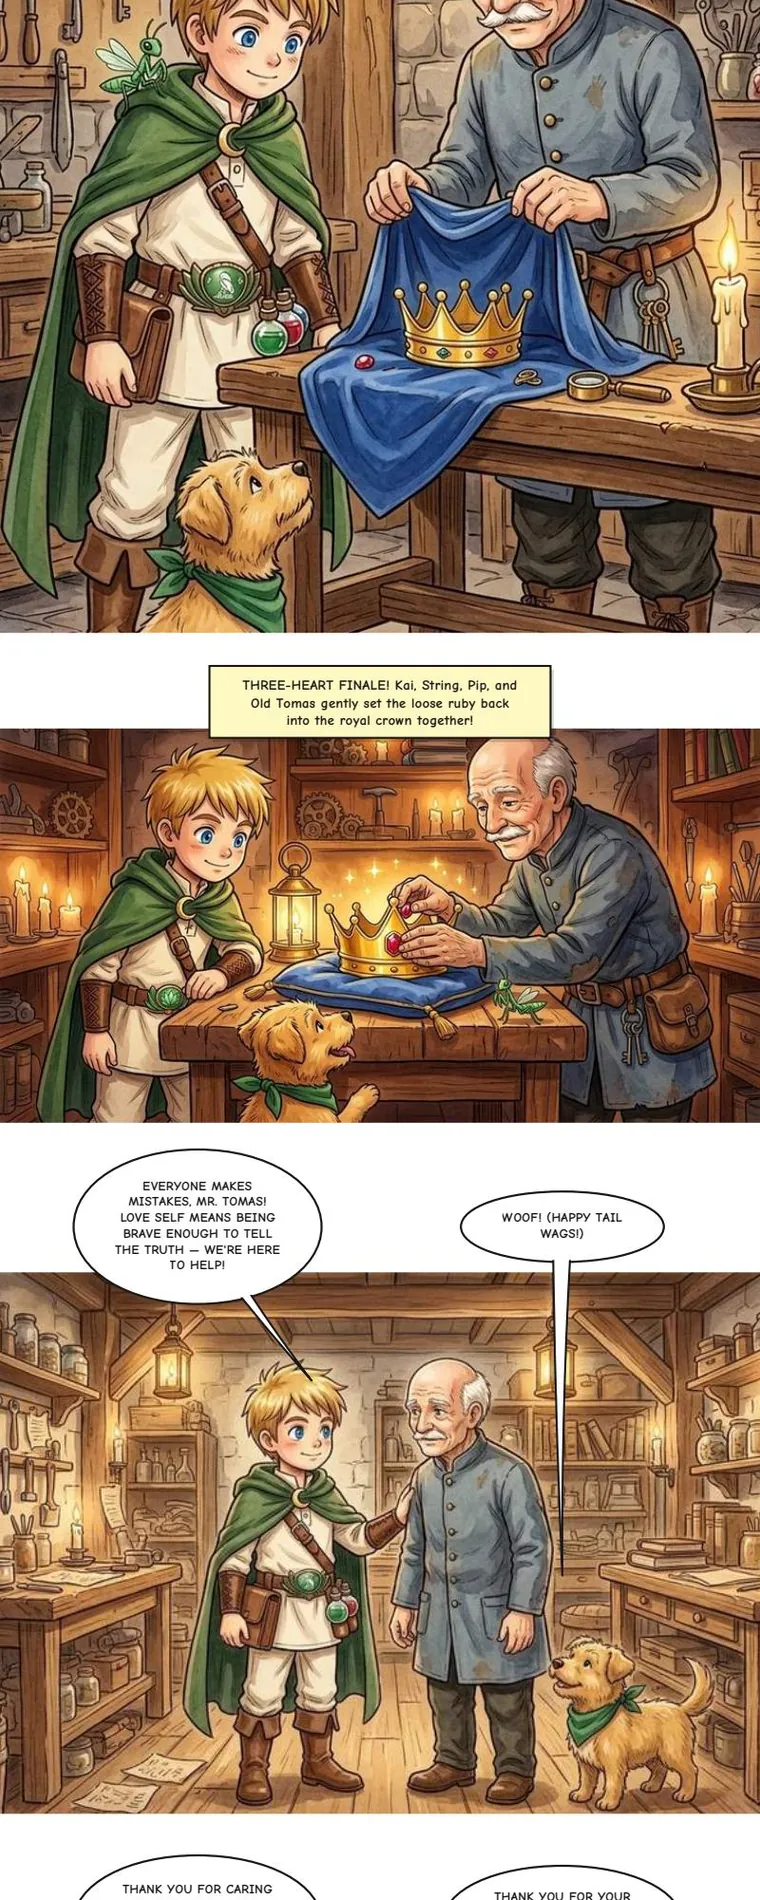 THREE-HEART FINALE! Kai, String, Pip, and
Old Tomas gently set the loose ruby back
into the royal crown together!
EVERYONE MAKES
MISTAKES, MR. TOMAS!
LOVE SELF MEANS BEING
BRAVE ENOUGH TO TELL
THE TRUTH — WE'RE HERE
TO HELP!
WOOF! (HAPPY TAIL
WAGS!)
THANK YOU FOR CARING
THANK YOU FOR YOUR